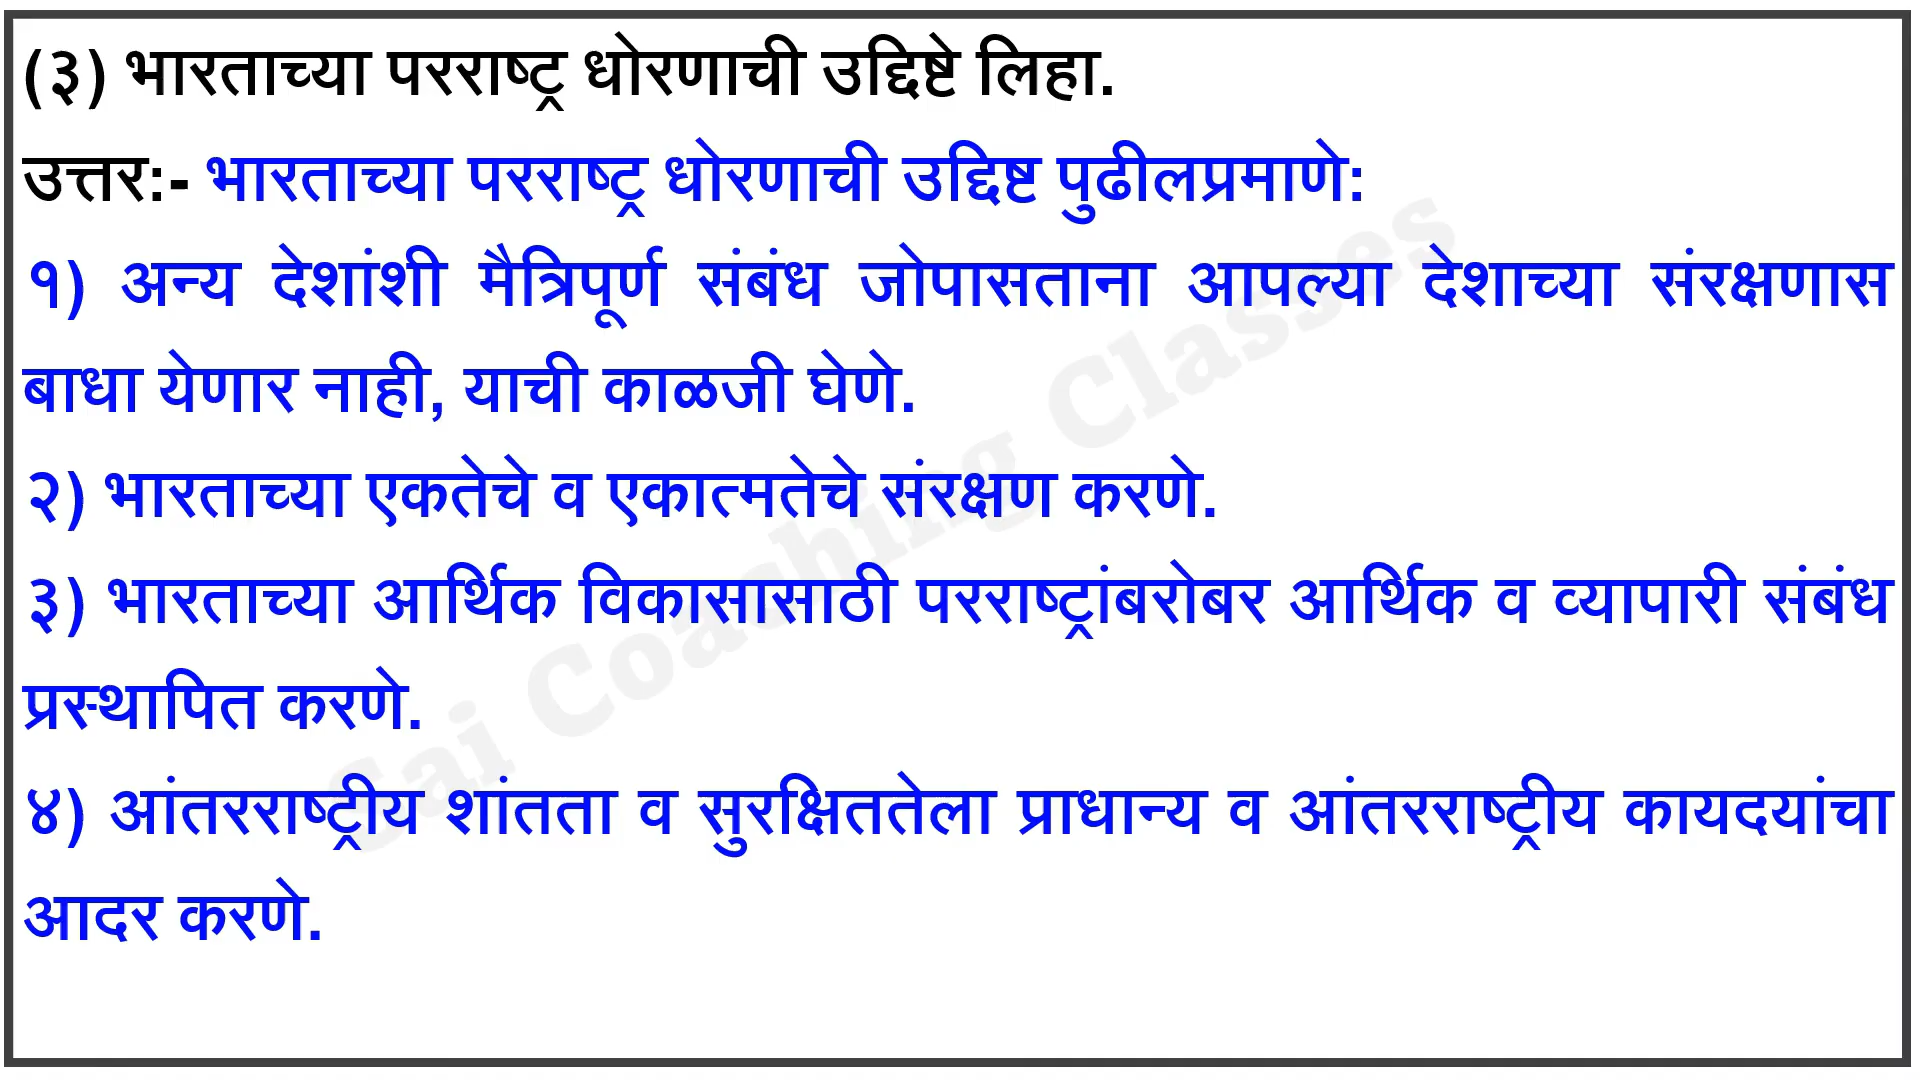 (३) भारताच्या परराष्ट्र धोरणाची उद्दिष्टे लिहा.
उत्तर:- भारताच्या परराष्ट्र धोरणाची उद्दिष्ट पुढीलप्रमाणे:
१) अन्य देशांशी मैत्रिपूर्ण संबंध जोपासताना आपल्या देशाच्या संरक्षणास
बाधा येणार नाही, याची काळजी घेणे.
२) भारताच्या एकतेचे व एकात्मतेचे संरक्षण करणे.
३) भारताच्या आर्थिक विकासासाठी परराष्ट्रांबरोबर आर्थिक व व्यापारी संबंध
प्रस्थापित करणे.
४) आंतरराष्ट्रीय शांतता व सुरक्षिततेला प्राधान्य व आंतरराष्ट्रीय कायदयांचा
आदर करणे.
Sai Coaching Classes